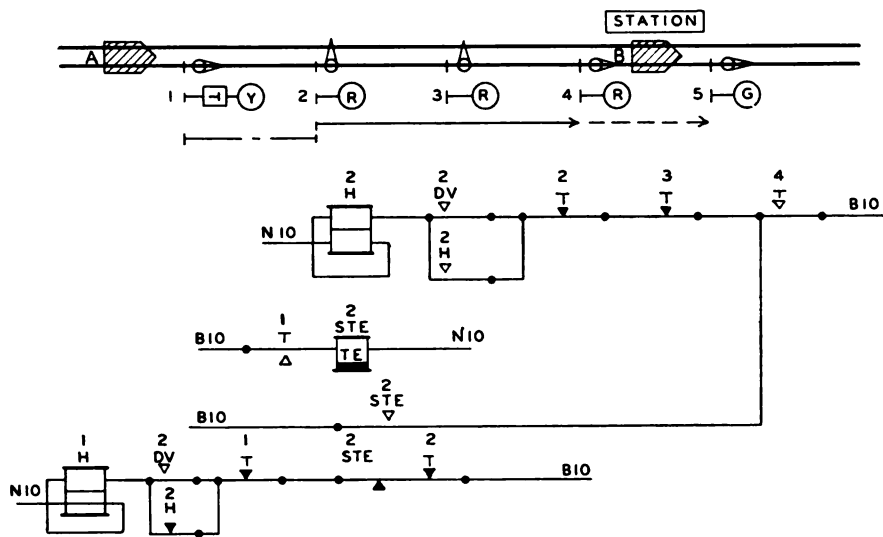 STATION
A B
1 T Y 2 R 3 R 4 R 5 G
2 2 2 3 4
H DV T T T
B10
2
H
N10
1 2
T STE
B10 TE N10
2
STE
B10
1 2 1 2 2
H DV T STE T
B10
2
H
N10